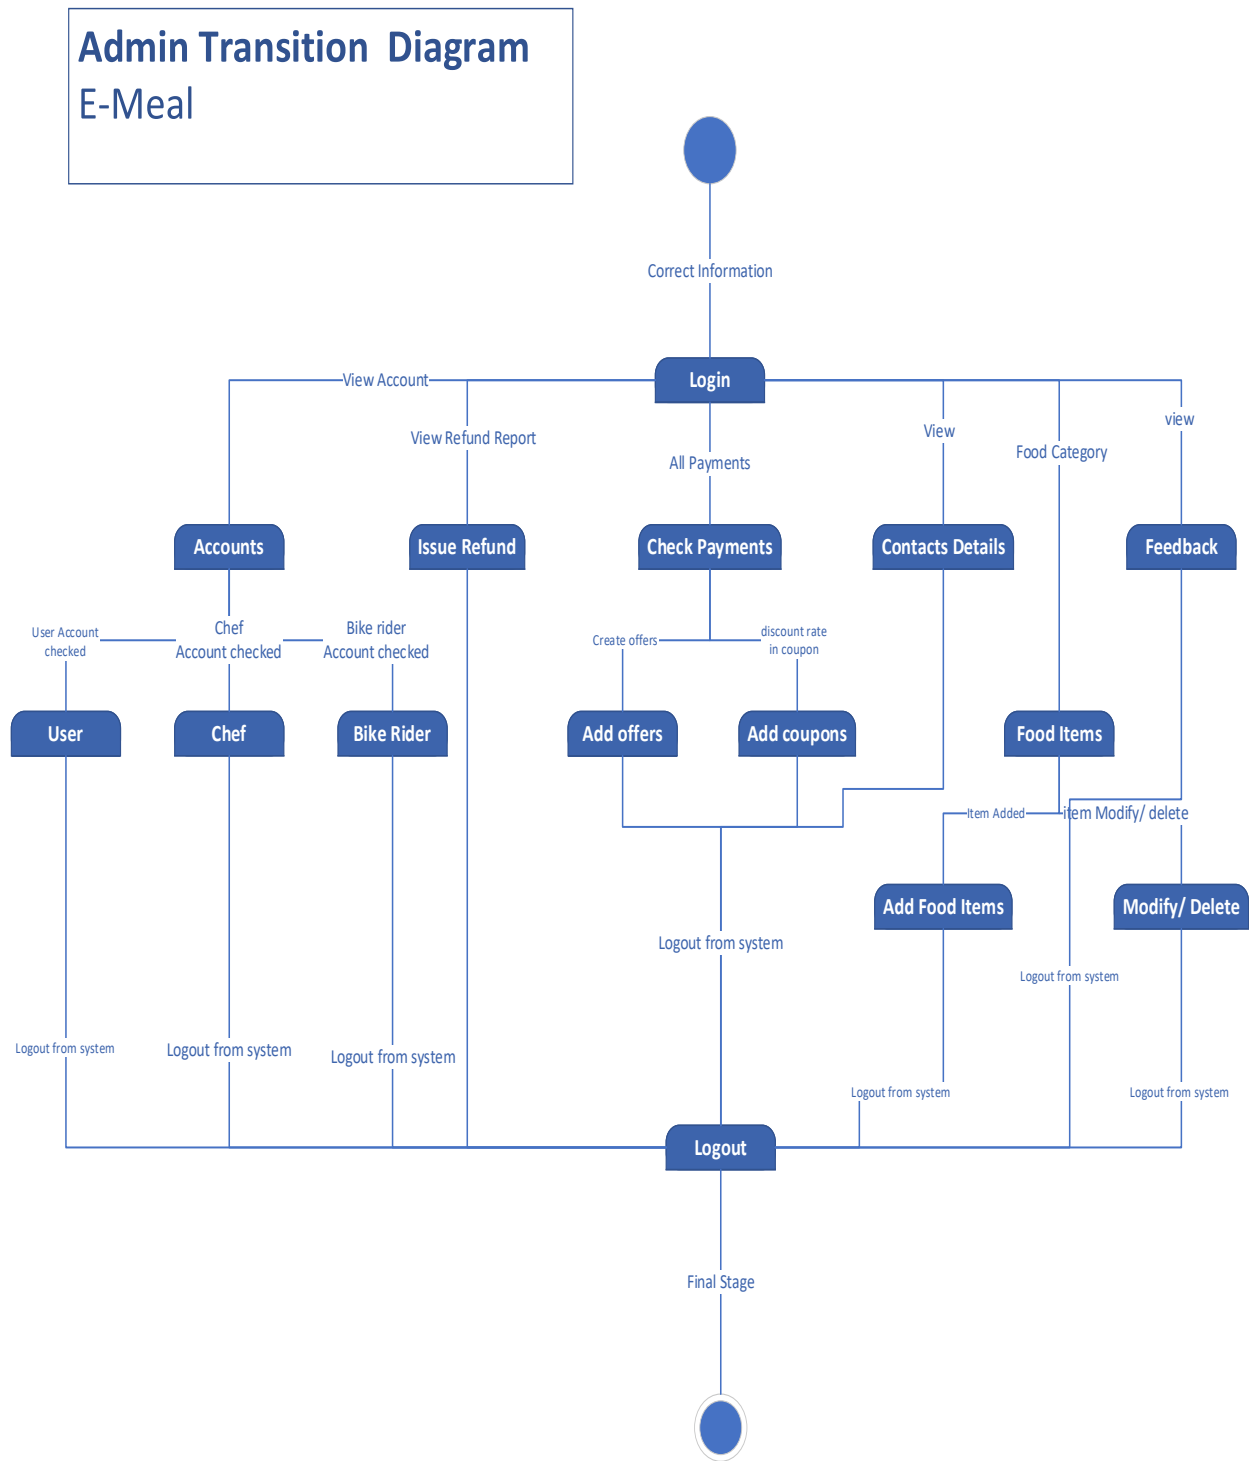 Admin Transition Diagram
E-Meal
Correct Information
Login
View Account
View Refund Report
All Payments
View
Food Category
view
Accounts
Issue Refund
Check Payments
Contacts Details
Feedback
User Account
checked
Chef
Account checked
Bike rider
Account checked
Create offers
discount rate
in coupon
User
Chef
Bike Rider
Add offers
Add coupons
Food Items
Item Added
item Modify/ delete
Add Food Items
Modify/ Delete
Logout from system
Logout from system
Logout from system
Logout from system
Logout from system
Logout from system
Logout from system
Logout
Final Stage